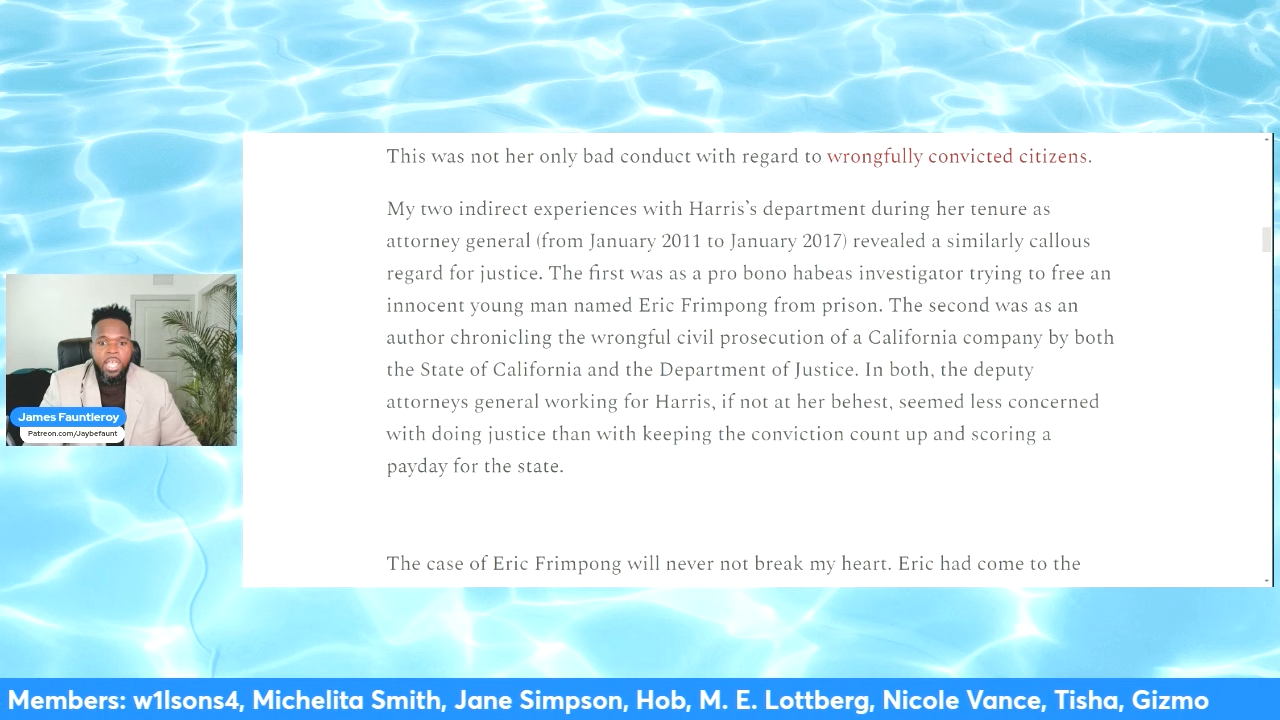 This was not her only bad conduct with regard to wrongfully convicted citizens.
My two indirect experiences with Harris’s department during her tenure as
attorney general (from January 2011 to January 2017) revealed a similarly callous
regard for justice. The first was as a pro bono habeas investigator trying to free an
innocent young man named Eric Frimpong from prison. The second was as an
author chronicling the wrongful civil prosecution of a California company by both
the State of California and the Department of Justice. In both, the deputy
attorneys general working for Harris, if not at her behest, seemed less concerned
with doing justice than with keeping the conviction count up and scoring a
payday for the state.
The case of Eric Frimpong will never not break my heart. Eric had come to the
James Fauntleroy
Patreon.com/Jaybefaunt
Members: w1lsons4, Michelita Smith, Jane Simpson, Hob, M. E. Lottberg, Nicole Vance, Tisha, Gizmo